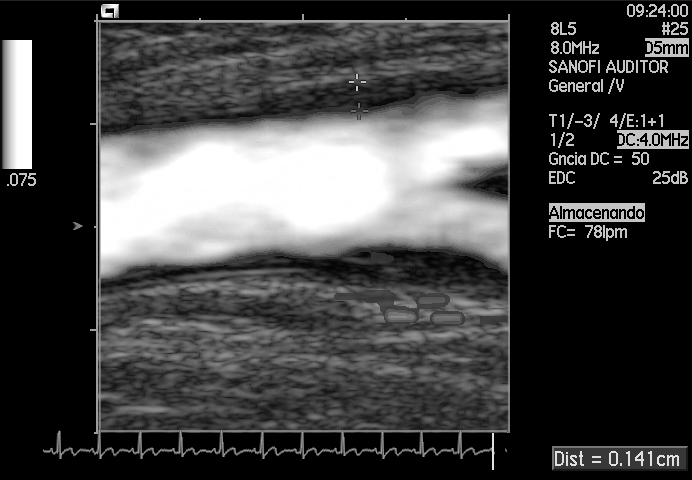 09:24:00
8L5 #25
8.0MHz D5mm
SANOFI AUDITOR
General /V
T1/-3/ 4/E:1+1
1/2 DC:4.0MHz
Gncia DC = 50
EDC 25dB
Almacenando
FC= 78lpm
.075
Dist = 0.141cm